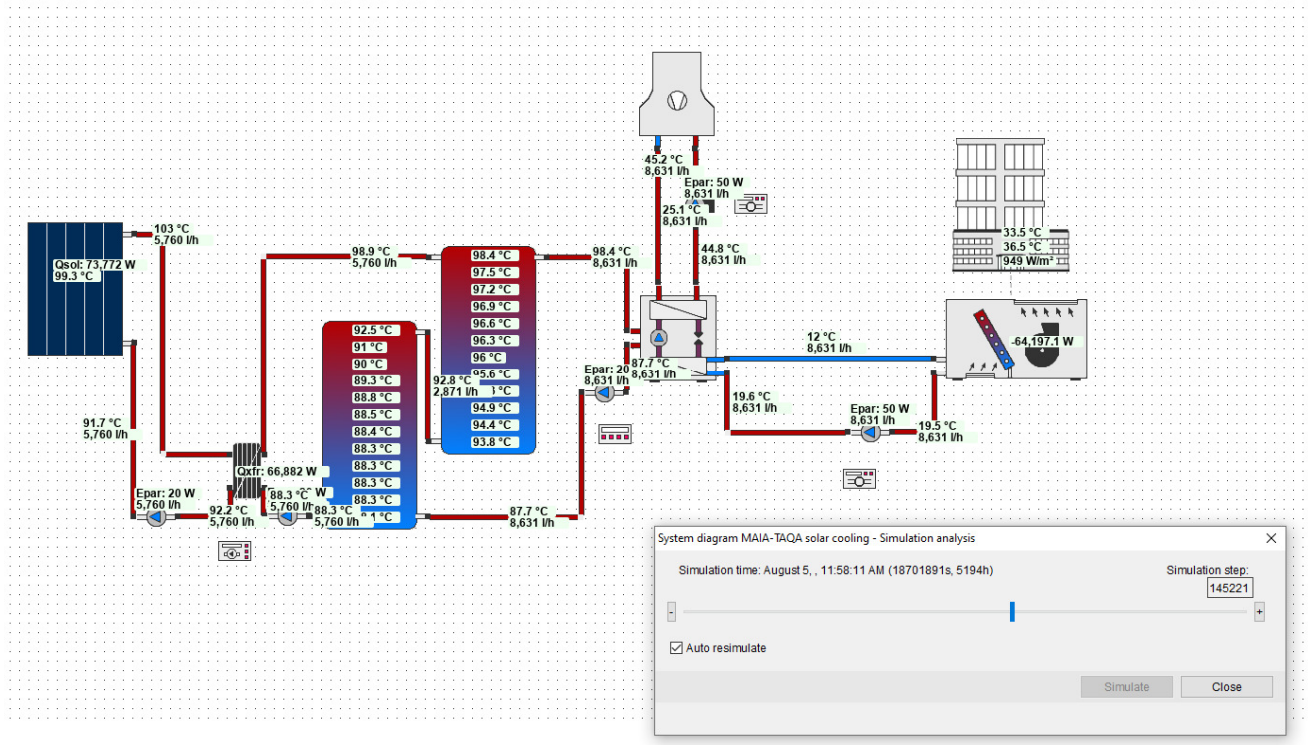 45.2 °C
8,631 l/h
Epar: 50 W
8,631 l/h
25.1 °C
8,631 l/h
44.8 °C
8,631 l/h
33.5 °C
36.5 °C
949 W/m²
103 °C
5,760 l/h
Qsol: 73,772 W
99.3 °C
98.9 °C
5,760 l/h
98.4 °C
97.5 °C
97.2 °C
96.9 °C
96.6 °C
96.3 °C
96 °C
95.6 °C
94.9 °C
94.4 °C
93.8 °C
98.4 °C
8,631 l/h
92.5 °C
91 °C
90 °C
89.3 °C
88.8 °C
88.5 °C
88.4 °C
88.3 °C
88.3 °C
88.3 °C
88.3 °C
92.8 °C
2,871 l/h
Epar: 20
8,631 l/h
87.7 °C
8,631 l/h
12 °C
8,631 l/h
-64,197.1 W
19.6 °C
8,631 l/h
Epar: 50 W
8,631 l/h
19.5 °C
8,631 l/h
91.7 °C
5,760 l/h
Qxfr: 66,882 W
Epar: 20 W
5,760 l/h
92.2 °C
5,760 l/h
88.3 °C
5,760 l/h
88.3 °C
5,760 l/h
87.7 °C
8,631 l/h
System diagram MAIA-TAQA solar cooling - Simulation analysis
Simulation time: August 5, , 11:58:11 AM (18701891s, 5194h)
Simulation step:
145221
-
+
Auto resimulate
Simulate
Close